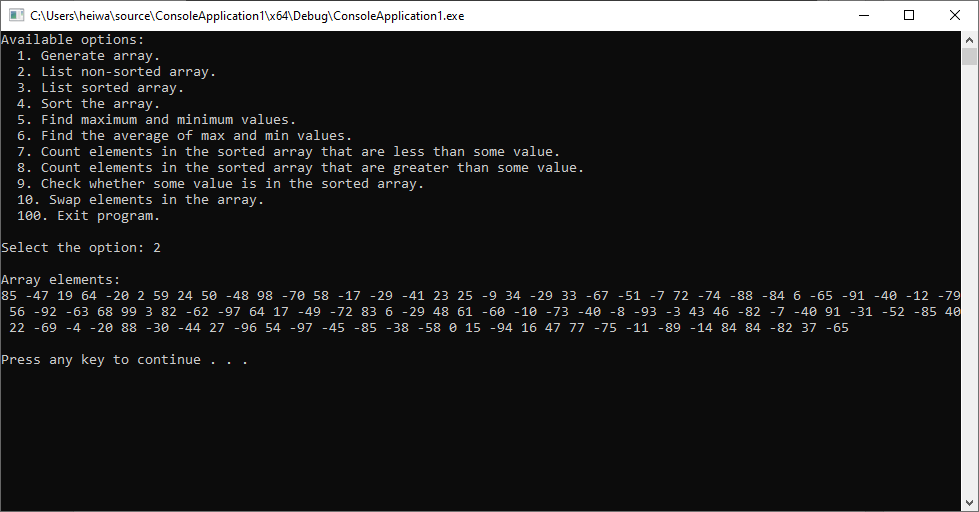 C:\Users\heiwa\source\ConsoleApplication1\x64\Debug\ConsoleApplication1.exe
Available options:
  1. Generate array.
  2. List non-sorted array.
  3. List sorted array.
  4. Sort the array.
  5. Find maximum and minimum values.
  6. Find the average of max and min values.
  7. Count elements in the sorted array that are less than some value.
  8. Count elements in the sorted array that are greater than some value.
  9. Check whether some value is in the sorted array.
  10. Swap elements in the array.
  100. Exit program.
Select the option: 2
Array elements:
85 -47 19 64 -20 2 59 24 50 -48 98 -70 58 -17 -29 -41 23 25 -9 34 -29 33 -67 -51 -7 72 -74 -88 -84 6 -65 -91 -40 -12 -79
 56 -92 -63 68 99 3 82 -62 -97 64 17 -49 -72 83 6 -29 48 61 -60 -10 -73 -40 -8 -93 -3 43 46 -82 -7 -40 91 -31 -52 -85 40
 22 -69 -4 -20 88 -30 -44 27 -96 54 -97 -45 -85 -38 -58 0 15 -94 16 47 77 -75 -11 -89 -14 84 84 -82 37 -65
Press any key to continue . . .